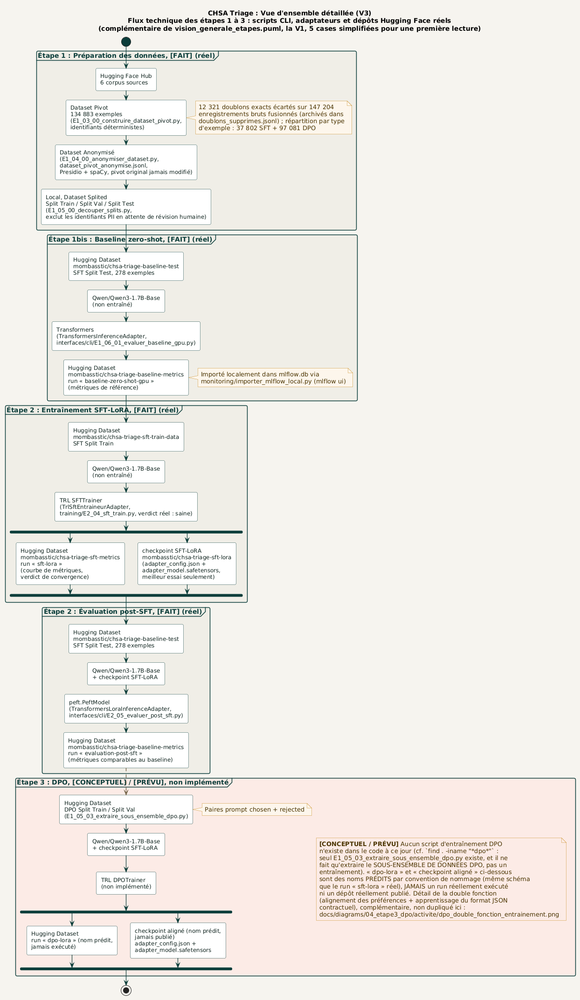 CHSA Triage : Vue d'ensemble détaillée (V3)
Flux technique des étapes 1 à 3 : scripts CLI, adaptateurs et dépôts Hugging Face réels
(complémentaire de vision_generale_etapes.puml, la V1, 5 cases simplifiées pour une première lecture)
Étape 1 : Préparation des données, [FAIT] (réel)
Hugging Face Hub
6 corpus sources
Dataset Pivot
134 883 exemples
(E1_03_00_construire_dataset_pivot.py,
identifiants déterministes)
12 321 doublons exacts écartés sur 147 204
enregistrements bruts fusionnés (archivés dans
doublons_supprimes.jsonl) ; répartition par type
d'exemple : 37 802 SFT + 97 081 DPO
Dataset Anonymisé
(E1_04_00_anonymiser_dataset.py,
dataset_pivot_anonymise.jsonl,
Presidio + spaCy, pivot original jamais modifié)
Local, Dataset Splited
Split Train / Split Val / Split Test
(E1_05_00_decouper_splits.py,
exclut les identifiants PII en attente de révision humaine)
Étape 1bis : Baseline zero-shot, [FAIT] (réel)
Hugging Dataset
mombasstic/chsa-triage-baseline-test
SFT Split Test, 278 exemples
Qwen/Qwen3-1.7B-Base
(non entraîné)
Transformers
(TransformersInferenceAdapter,
interfaces/cli/E1_06_01_evaluer_baseline_gpu.py)
Hugging Dataset
mombasstic/chsa-triage-baseline-metrics
run « baseline-zero-shot-gpu »
(métriques de référence)
Importé localement dans mlflow.db via
monitoring/importer_mlflow_local.py (mlflow ui)
Étape 2 : Entraînement SFT-LoRA, [FAIT] (réel)
Hugging Dataset
mombasstic/chsa-triage-sft-train-data
SFT Split Train
Qwen/Qwen3-1.7B-Base
(non entraîné)
TRL SFTTrainer
(TrlSftEntraineurAdapter,
training/E2_04_sft_train.py, verdict réel : saine)
Hugging Dataset
mombasstic/chsa-triage-sft-metrics
run « sft-lora »
(courbe de métriques,
verdict de convergence)
checkpoint SFT-LoRA
mombasstic/chsa-triage-sft-lora
(adapter_config.json +
adapter_model.safetensors,
meilleur essai seulement)
Étape 2 : Évaluation post-SFT, [FAIT] (réel)
Hugging Dataset
mombasstic/chsa-triage-baseline-test
SFT Split Test, 278 exemples
Qwen/Qwen3-1.7B-Base
+ checkpoint SFT-LoRA
peft.PeftModel
(TransformersLoraInferenceAdapter,
interfaces/cli/E2_05_evaluer_post_sft.py)
Hugging Dataset
mombasstic/chsa-triage-baseline-metrics
run « evaluation-post-sft »
(métriques comparables au baseline)
Étape 3 : DPO, [CONCEPTUEL] / [PRÉVU], non implémenté
Hugging Dataset
DPO Split Train / Split Val
(E1_05_03_extraire_sous_ensemble_dpo.py)
Paires prompt chosen + rejected
Qwen/Qwen3-1.7B-Base
+ checkpoint SFT-LoRA
TRL DPOTrainer
(non implémenté)
[CONCEPTUEL / PRÉVU] Aucun script d'entraînement DPO
n'existe dans le code à ce jour (cf. `find . -iname "*dpo*"` :
seul E1_05_03_extraire_sous_ensemble_dpo.py existe, et il ne
fait qu'extraire le SOUS-ENSEMBLE DE DONNÉES DPO, pas un
entraînement). « dpo-lora » et « checkpoint aligné » ci-dessous
sont des noms PRÉDITS par convention de nommage (même schéma
que le run « sft-lora » réel), JAMAIS un run réellement exécuté
ni un dépôt réellement publié. Détail de la double fonction
(alignement des préférences + apprentissage du format JSON
contractuel), complémentaire, non dupliqué ici :
docs/diagrams/04_etape3_dpo/activite/dpo_double_fonction_entrainement.png
Hugging Dataset
run « dpo-lora » (nom prédit,
jamais exécuté)
checkpoint aligné (nom prédit,
jamais publié)
adapter_config.json +
adapter_model.safetensors